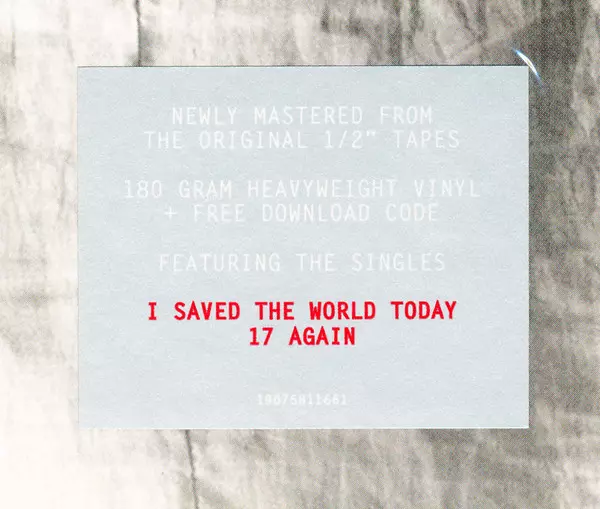 NEWLY MASTERED FROM
THE ORIGINAL 1/2" TAPES
180 GRAM HEAVYWEIGHT VINYL
+ FREE DOWNLOAD CODE
FEATURING THE SINGLES
I SAVED THE WORLD TODAY
17 AGAIN
19075811661